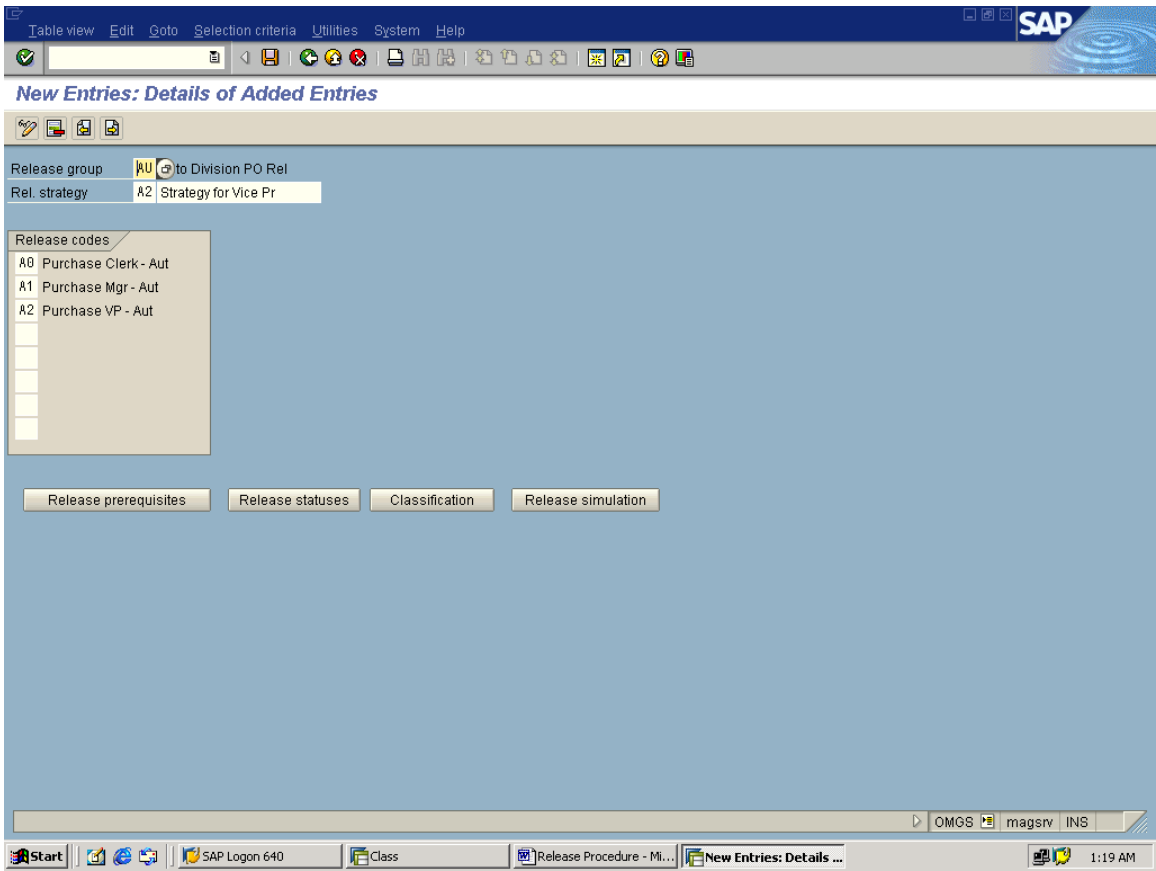 Table view Edit Goto Selection criteria Utilities System Help
SAP
New Entries: Details of Added Entries
Release group AU to Division PO Rel
Rel. strategy A2 Strategy for Vice Pr
Release codes
A0 Purchase Clerk - Aut
A1 Purchase Mgr - Aut
A2 Purchase VP - Aut
Release prerequisites Release statuses Classification Release simulation
OMGS magsrv INS
Start SAP Logon 640 Class Release Procedure - Mi... New Entries: Details ... 1:19 AM